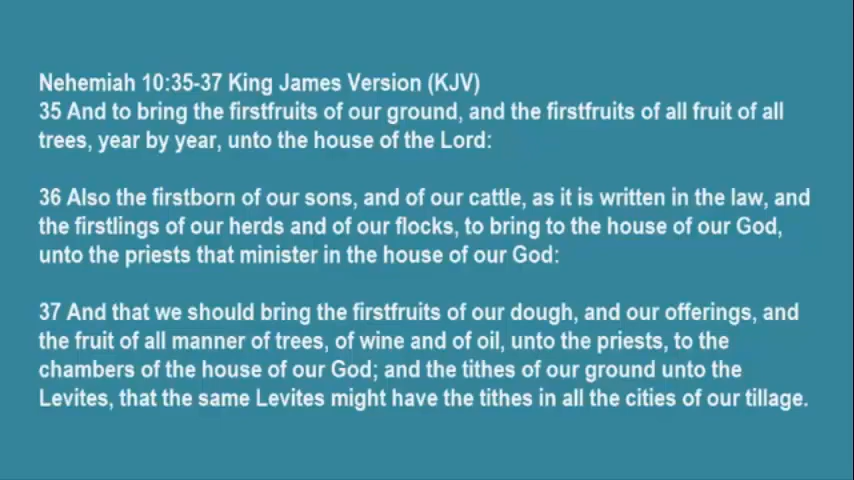 Nehemiah 10:35-37 King James Version (KJV)
35 And to bring the firstfruits of our ground, and the firstfruits of all fruit of all
trees, year by year, unto the house of the Lord:
36 Also the firstborn of our sons, and of our cattle, as it is written in the law, and
the firstlings of our herds and of our flocks, to bring to the house of our God,
unto the priests that minister in the house of our God:
37 And that we should bring the firstfruits of our dough, and our offerings, and
the fruit of all manner of trees, of wine and of oil, unto the priests, to the
chambers of the house of our God; and the tithes of our ground unto the
Levites, that the same Levites might have the tithes in all the cities of our tillage.